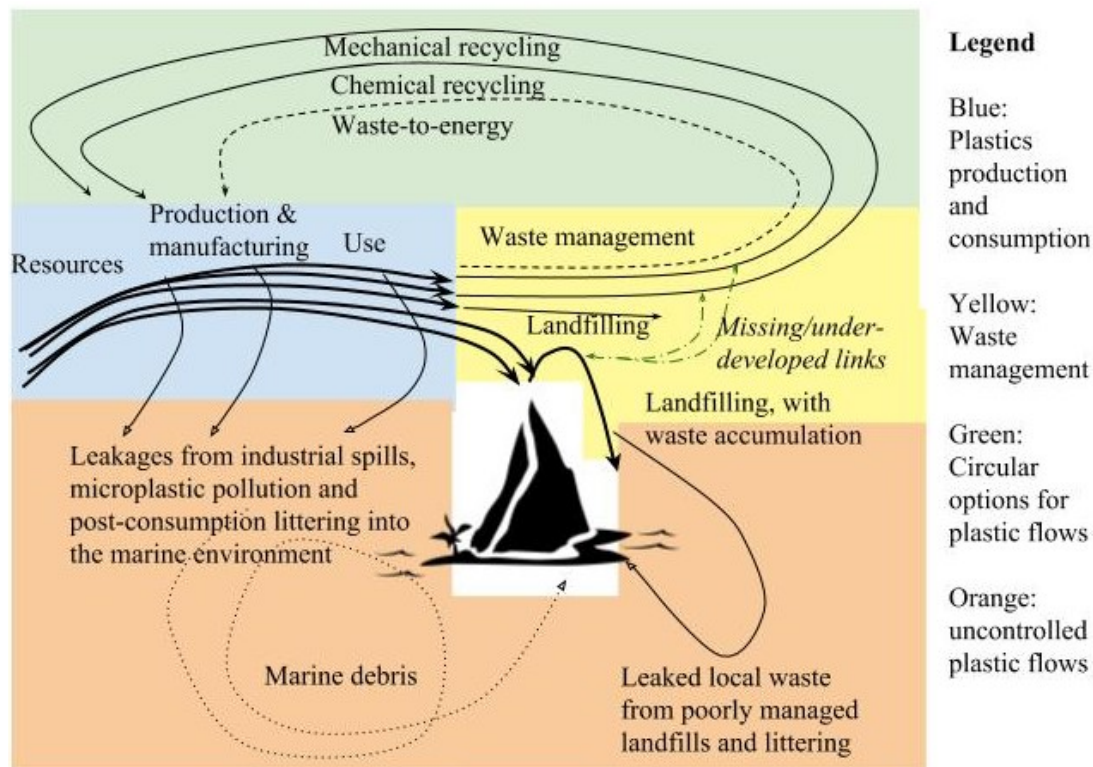 Mechanical recycling
Chemical recycling
Waste-to-energy
Production &
manufacturing
Use
Resources
Waste management
Landfilling
Missing/under-
developed links
Landfilling, with
waste accumulation
Leakages from industrial spills,
microplastic pollution and
post-consumption littering into
the marine environment
Marine debris
Leaked local waste
from poorly managed
landfills and littering
Legend
Blue:
Plastics
production
and
consumption
Yellow:
Waste
management
Green:
Circular
options for
plastic flows
Orange:
uncontrolled
plastic flows